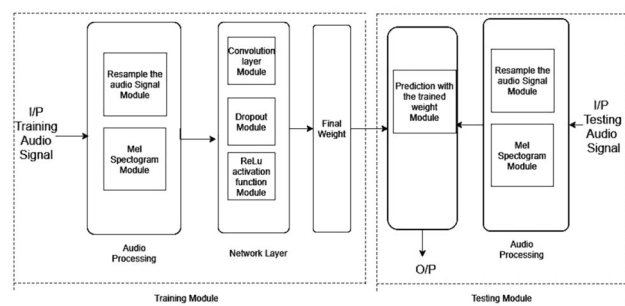 I/P
Training
Audio
Signal
Resample the
audio Signal
Module
Mel
Spectogram
Module
Audio
Processing
Convolution
layer
Module
Dropout
Module
ReLu
activation
function
Module
Network Layer
Final
Weight
Training Module
Prediction with
the trained
weight
Module
O/P
Resample the
audio Signal
Module
Mel
Spectogram
Module
Audio
Processing
I/P
Testing
Audio
Signal
Testing Module